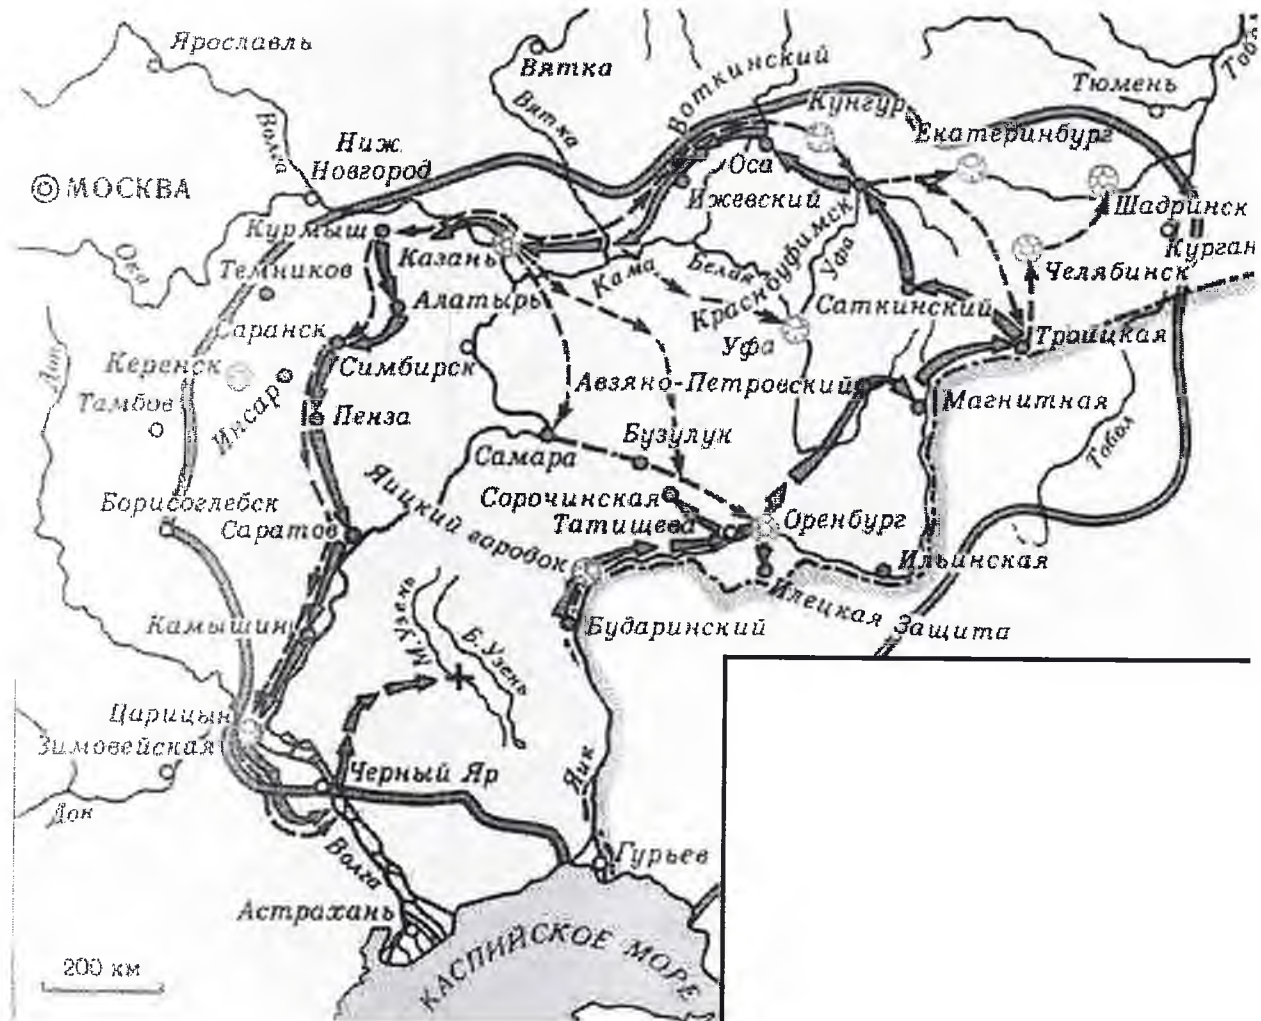 Ярославль
Вятка
Вятка
Воткинский
Тюмень
Тоб
Кунгур
Екатеринбург
Волга
Ниж.
Новгород
МОСКВА
Оса
Ижевский
Шадринск
Курган
Курмыш
Ока
Темников
Казань
Кама
Белая
Красноуфимск
Уфа
Челябинск
Алатырь
Саткинский
Саранск
Уфа
Траицкая
Дон
Керенск
Симбирск
Авзяно-Петровский
Тамбов
Инсар
Пенза
Магнитная
Бузулук
Самара
Тобол
Яицкий городок
Сорочинская
Борисоглебск
Татищева
Оренбург
Саратов
Ильинская
Илецкая Защита
М.Узень
Б.Узень
Камышин
Бударинский
Царицын
Зимовейская
Черный Яр
Яик
Дон
Волга
Гурьев
Астрахань
КАСПИЙСКОЕ МОРЕ
200 км